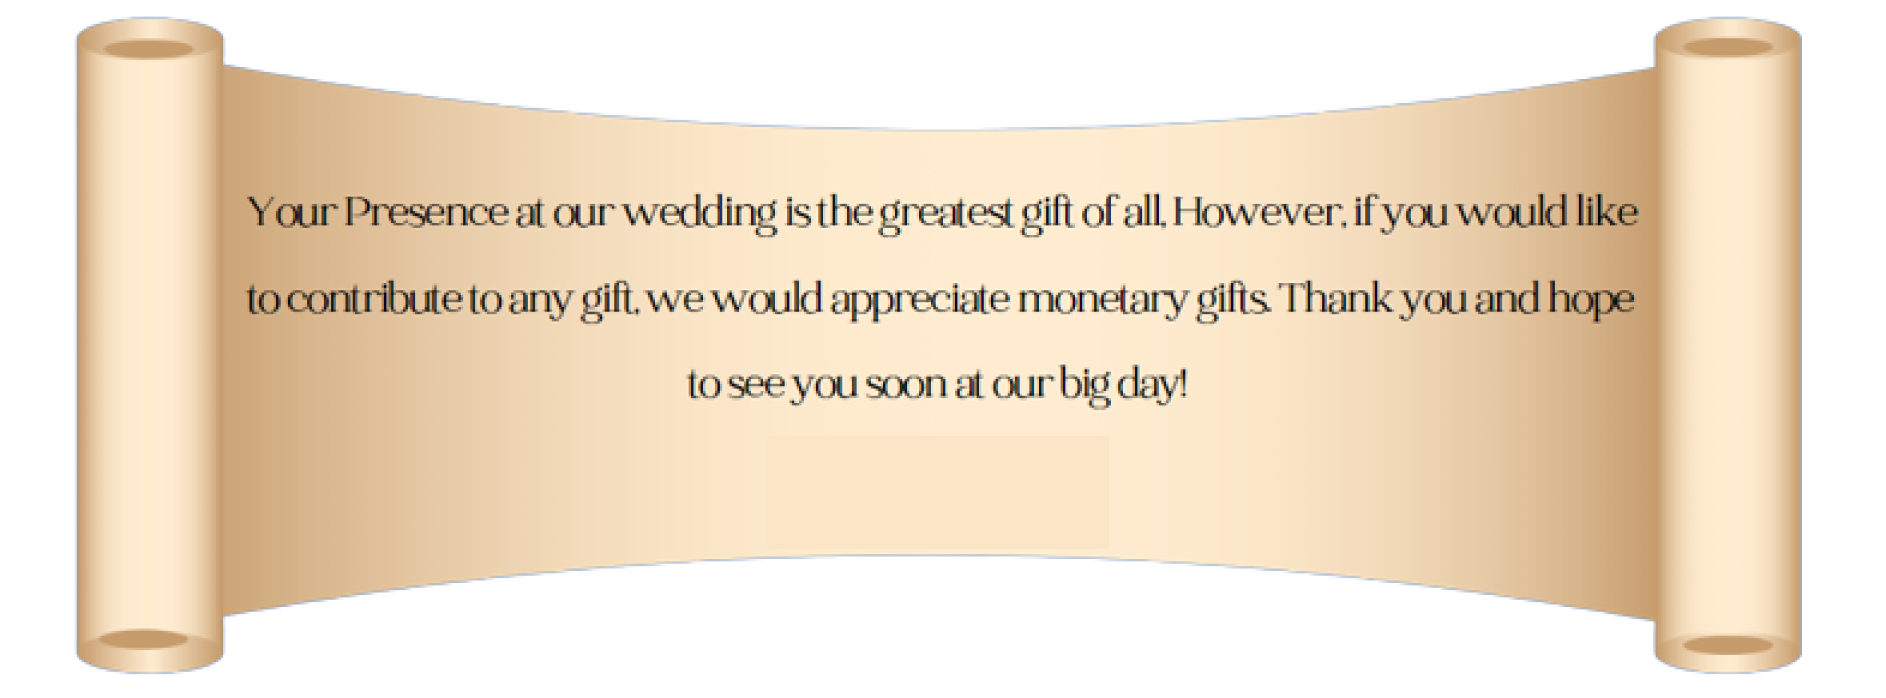 Your Presence at our wedding is the greatest gift of all, However, if you would like
to contribute to any gift, we would appreciate monetary gifts. Thank you and hope
to see you soon at our big day!